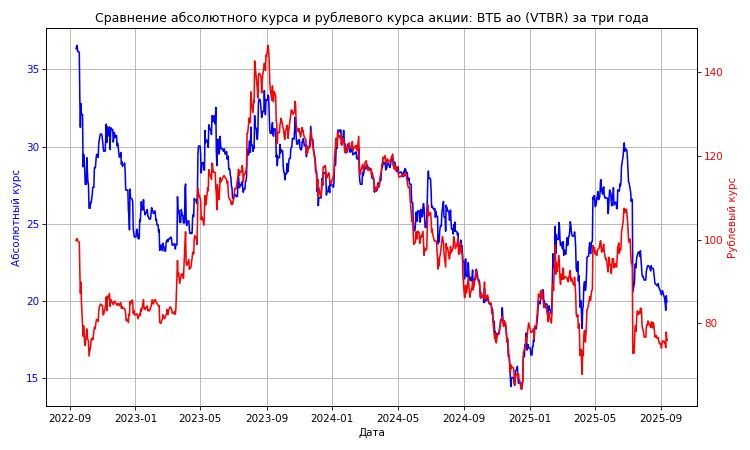 Сравнение абсолютного курса и рублевого курса акции: ВТБ ао (VTBR) за три года
Абсолютный курс
35
30
25
20
15
140
120
100
80
Рублевый курс
2022-09 2023-01 2023-05 2023-09 2024-01 2024-05 2024-09 2025-01 2025-05 2025-09
Дата